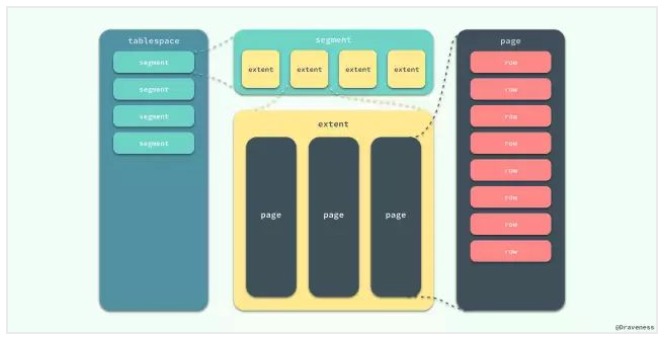 tablespace
segment
segment
segment
segment
segment
extent extent extent extent
extent
page page page
page
row
row
row
row
row
row
row
row
@Draveness